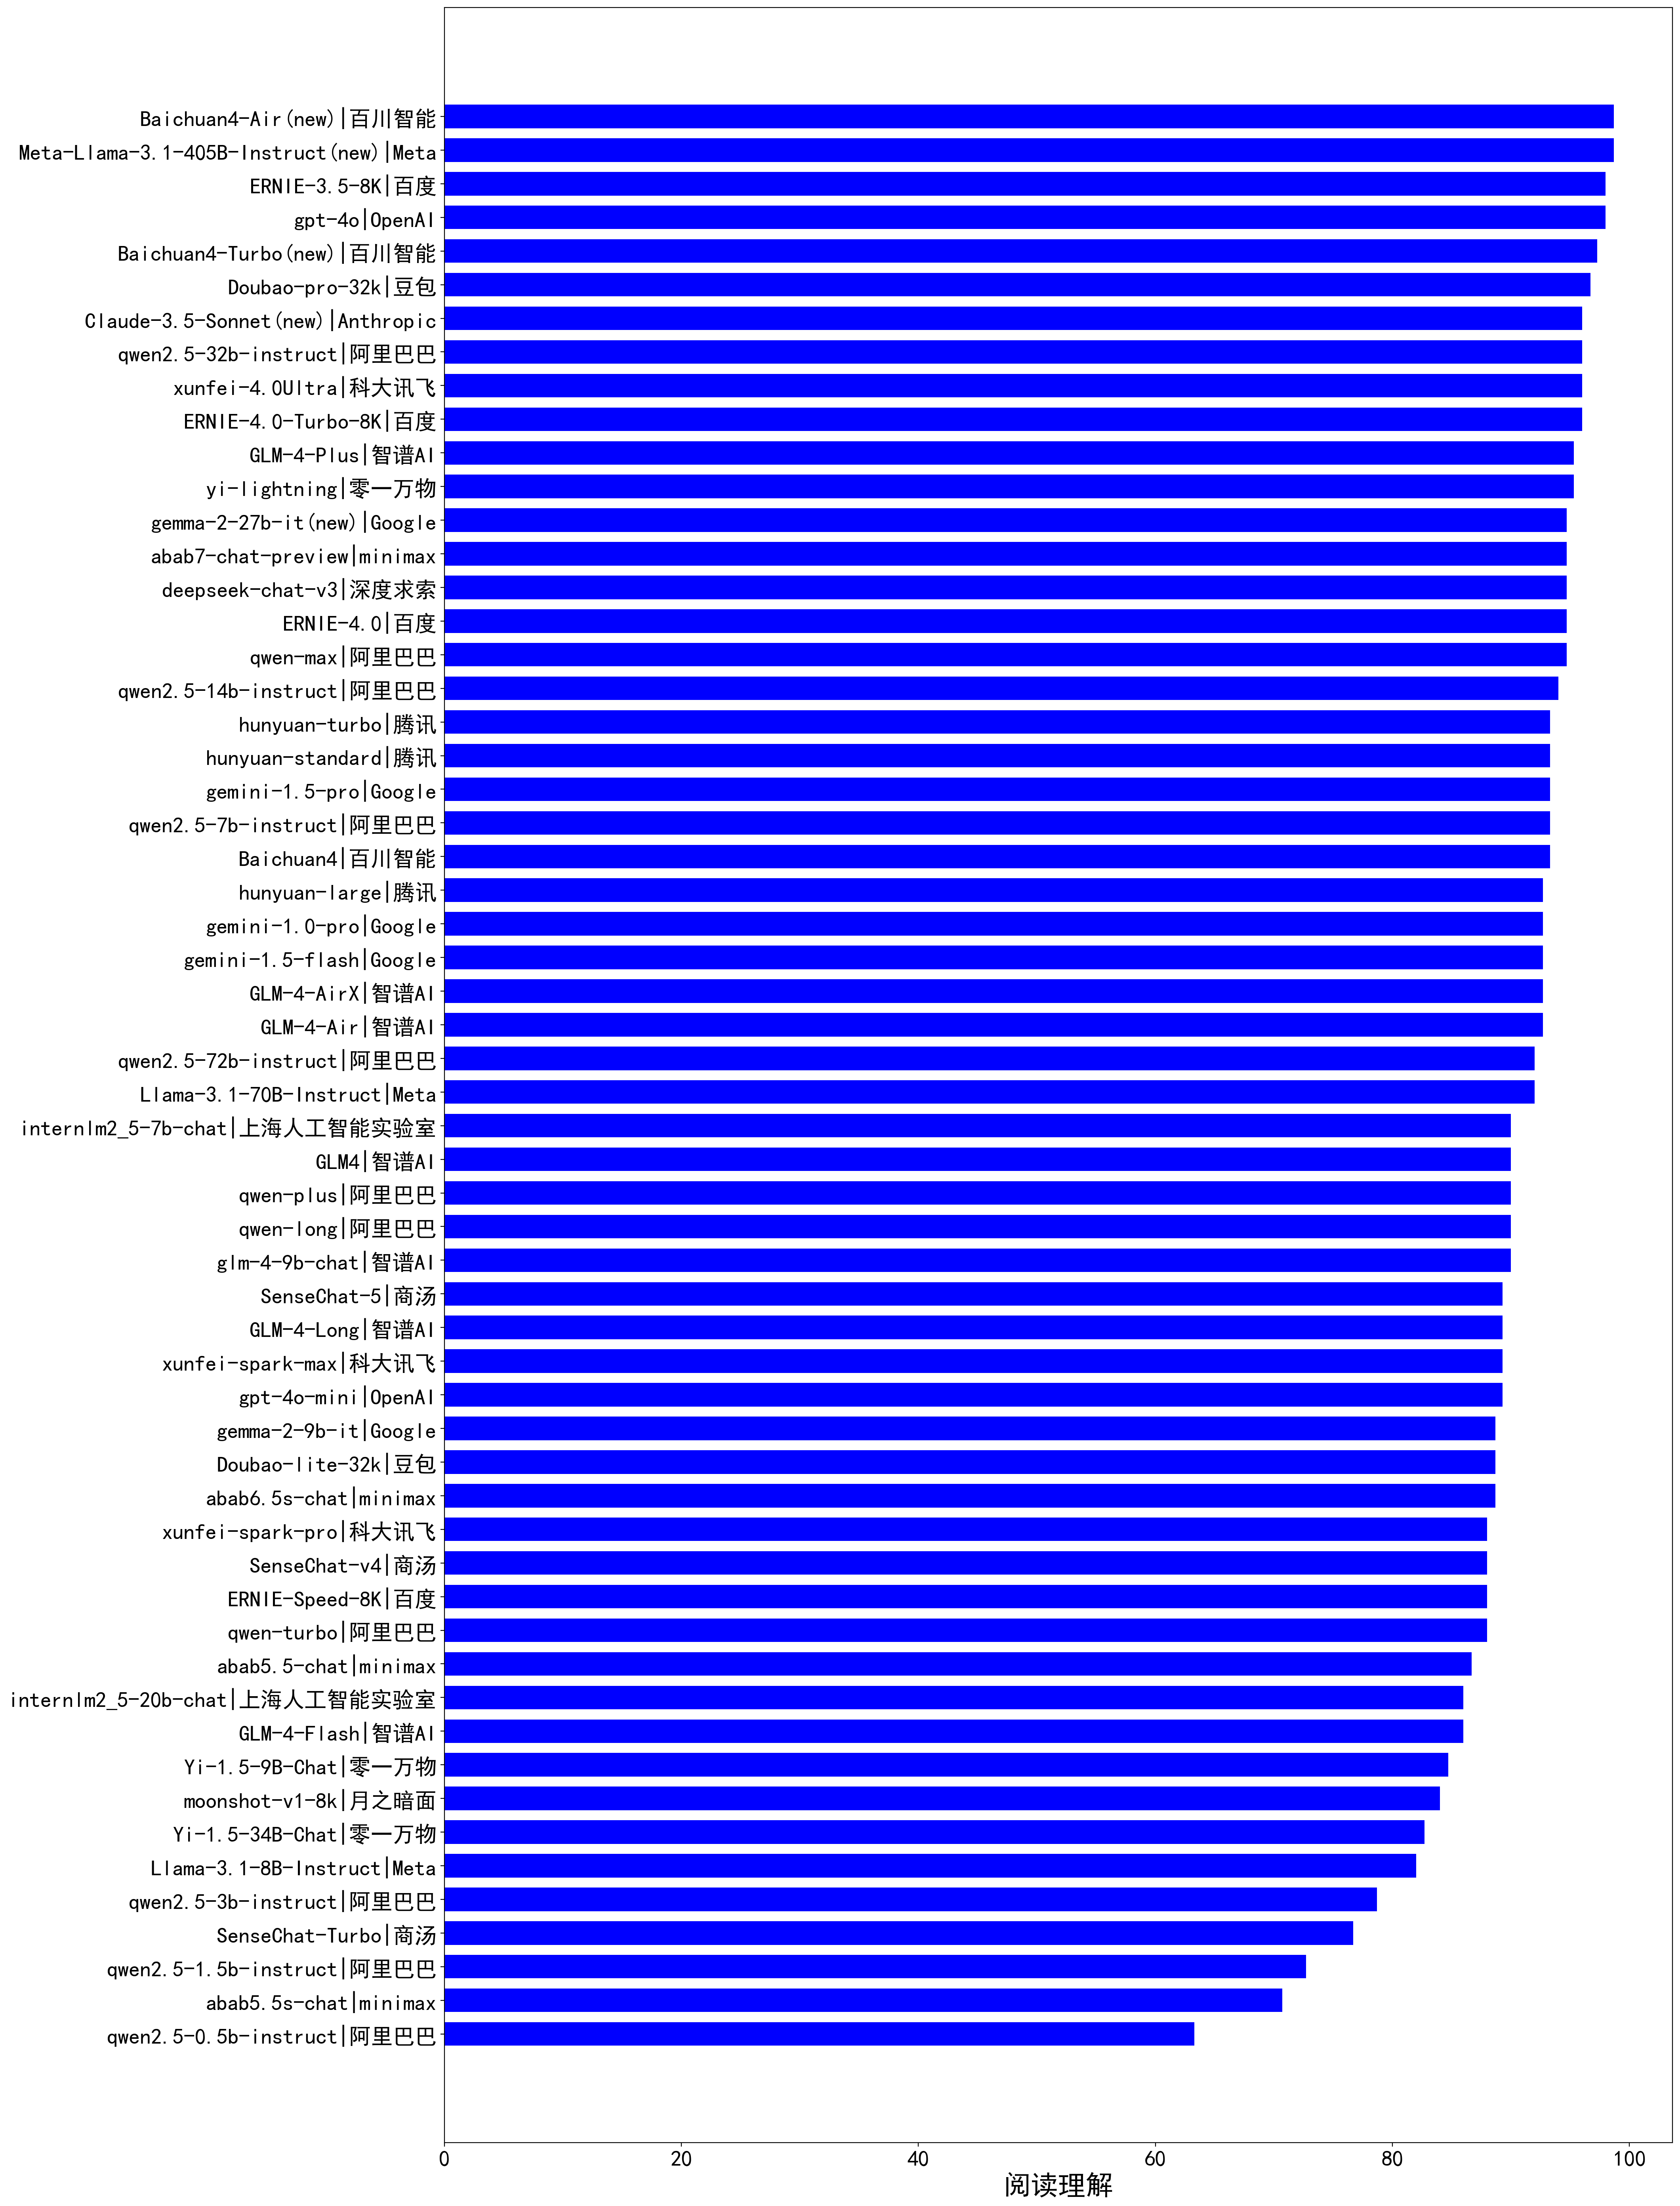 Baichuan4-Air(new)|百川智能
Meta-Llama-3.1-405B-Instruct(new)|Meta
ERNIE-3.5-8K|百度
gpt-4o|OpenAI
Baichuan4-Turbo(new)|百川智能
Doubao-pro-32k|豆包
Claude-3.5-Sonnet(new)|Anthropic
qwen2.5-32b-instruct|阿里巴巴
xunfei-4.0Ultra|科大讯飞
ERNIE-4.0-Turbo-8K|百度
GLM-4-Plus|智谱AI
yi-lightning|零一万物
gemma-2-27b-it(new)|Google
abab7-chat-preview|minimax
deepseek-chat-v3|深度求索
ERNIE-4.0|百度
qwen-max|阿里巴巴
qwen2.5-14b-instruct|阿里巴巴
hunyuan-turbo|腾讯
hunyuan-standard|腾讯
gemini-1.5-pro|Google
qwen2.5-7b-instruct|阿里巴巴
Baichuan4|百川智能
hunyuan-large|腾讯
gemini-1.0-pro|Google
gemini-1.5-flash|Google
GLM-4-AirX|智谱AI
GLM-4-Air|智谱AI
qwen2.5-72b-instruct|阿里巴巴
Llama-3.1-70B-Instruct|Meta
internlm2_5-7b-chat|上海人工智能实验室
GLM4|智谱AI
qwen-plus|阿里巴巴
qwen-long|阿里巴巴
glm-4-9b-chat|智谱AI
SenseChat-5|商汤
GLM-4-Long|智谱AI
xunfei-spark-max|科大讯飞
gpt-4o-mini|OpenAI
gemma-2-9b-it|Google
Doubao-lite-32k|豆包
abab6.5s-chat|minimax
xunfei-spark-pro|科大讯飞
SenseChat-v4|商汤
ERNIE-Speed-8K|百度
qwen-turbo|阿里巴巴
abab5.5-chat|minimax
internlm2_5-20b-chat|上海人工智能实验室
GLM-4-Flash|智谱AI
Yi-1.5-9B-Chat|零一万物
moonshot-v1-8k|月之暗面
Yi-1.5-34B-Chat|零一万物
Llama-3.1-8B-Instruct|Meta
qwen2.5-3b-instruct|阿里巴巴
SenseChat-Turbo|商汤
qwen2.5-1.5b-instruct|阿里巴巴
abab5.5s-chat|minimax
qwen2.5-0.5b-instruct|阿里巴巴
0 20 40 60 80 100
阅读理解